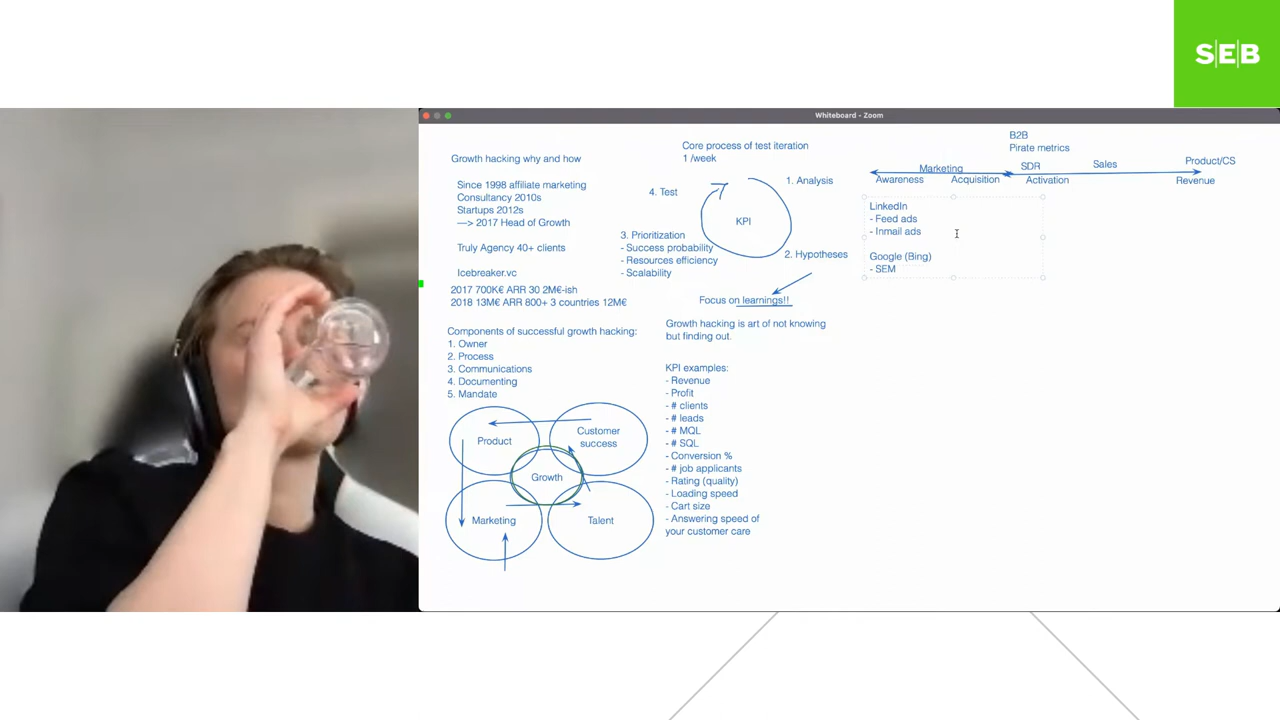 S|E|B
Whiteboard - Zoom
Growth hacking why and how
Since 1998 affiliate marketing
Consultancy 2010s
Startups 2012s
—> 2017 Head of Growth
Truly Agency 40+ clients
Icebreaker.vc
2017 700K€ ARR 30 2M€-ish
2018 13M€ ARR 800+ 3 countries 12M€
Components of successful growth hacking:
1. Owner
2. Process
3. Communications
4. Documenting
5. Mandate
Product
Customer
success
Growth
Marketing
Talent
Core process of test iteration
1 /week
1. Analysis
4. Test
KPI
3. Prioritization
- Success probability
- Resources efficiency
- Scalability
2. Hypotheses
Focus on learnings!!
Growth hacking is art of not knowing
but finding out.
KPI examples:
- Revenue
- Profit
- # clients
- # leads
- # MQL
- # SQL
- Conversion %
- # job applicants
- Rating (quality)
- Loading speed
- Cart size
- Answering speed of
your customer care
B2B
Pirate metrics
Marketing
SDR
Sales
Product/CS
Awareness
Acquisition
Activation
Revenue
LinkedIn
- Feed ads
- Inmail ads
Google (Bing)
- SEM